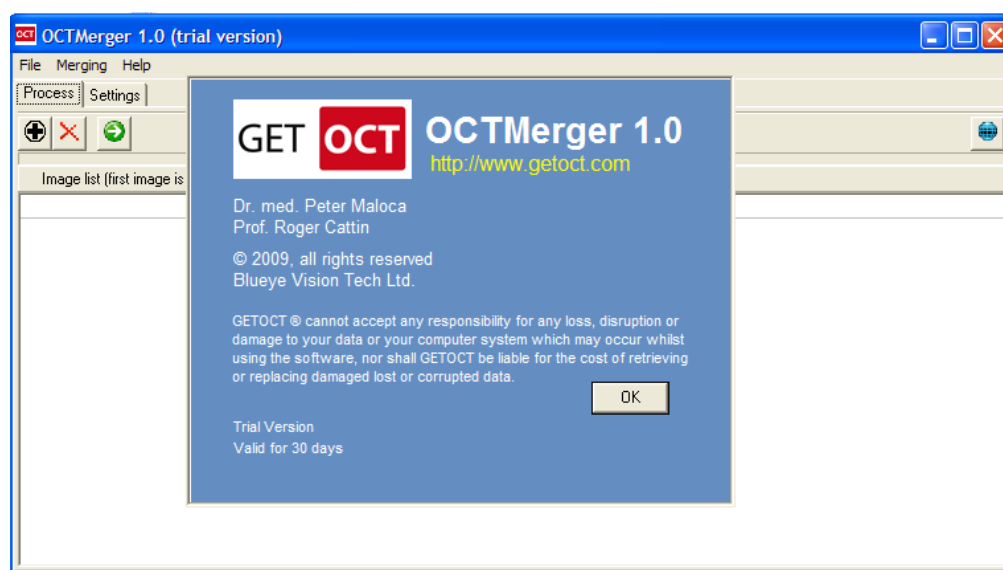 OCT OCTMerger 1.0 (trial version)
File Merging Help
Process Settings
Image list (first image is
GET OCT
OCTMerger 1.0
http://www.getoct.com
Dr. med. Peter Maloca
Prof. Roger Cattin
© 2009, all rights reserved
Blueye Vision Tech Ltd.
GETOCT ® cannot accept any responsibility for any loss, disruption or
damage to your data or your computer system which may occur whilst
using the software, nor shall GETOCT be liable for the cost of retrieving
or replacing damaged lost or corrupted data.
OK
Trial Version
Valid for 30 days